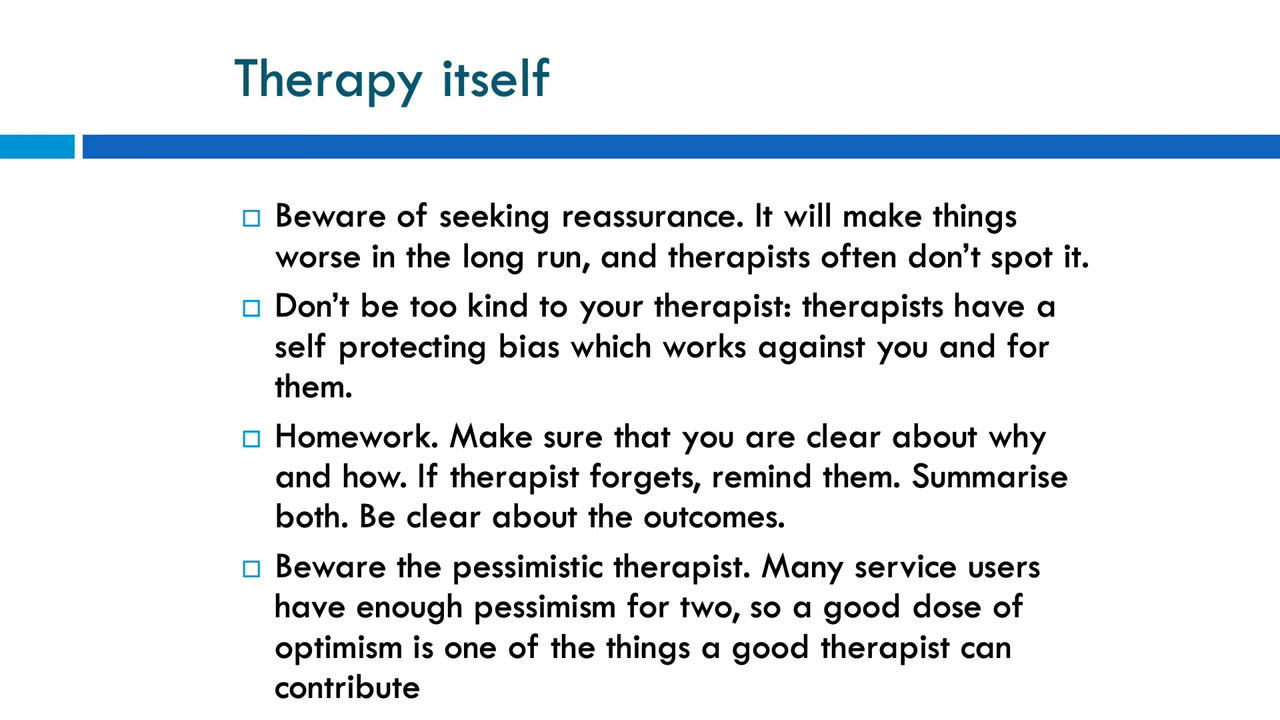 Therapy itself
Beware of seeking reassurance. It will make things
worse in the long run, and therapists often don’t spot it.
Don’t be too kind to your therapist: therapists have a
self protecting bias which works against you and for
them.
Homework. Make sure that you are clear about why
and how. If therapist forgets, remind them. Summarise
both. Be clear about the outcomes.
Beware the pessimistic therapist. Many service users
have enough pessimism for two, so a good dose of
optimism is one of the things a good therapist can
contribute